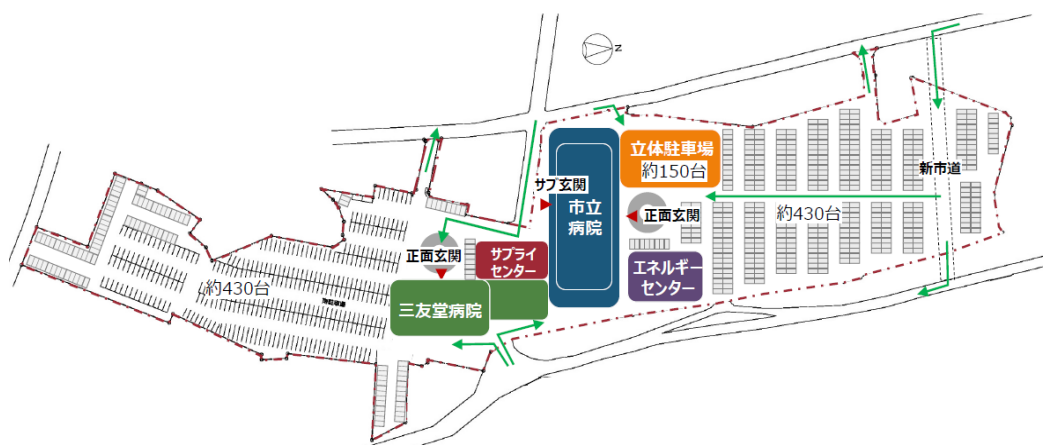 N
立体駐車場
約150台
新市道
サブ玄関
市立
病院
正面玄関
約430台
正面玄関
サプライ
センター
エネルギー
センター
約430台
三友堂病院